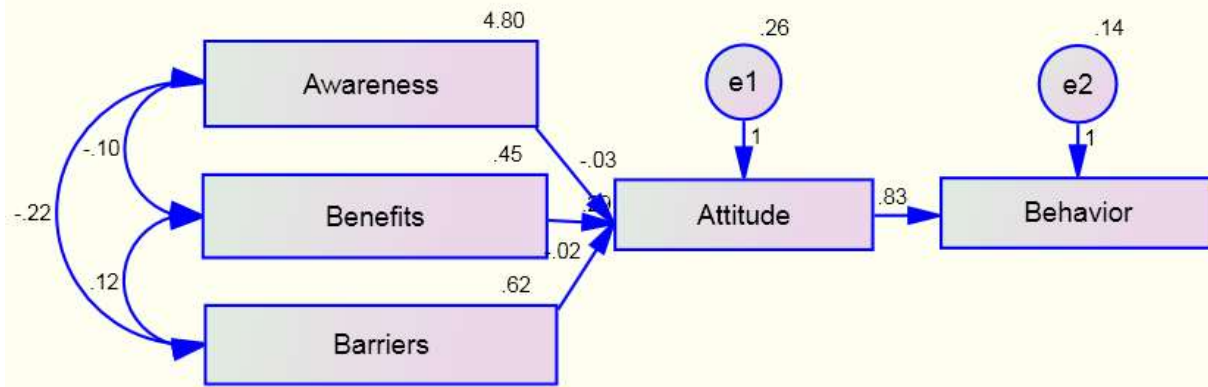 4.80
.26
.14
Awareness
e1
e2
-.10
1
1
-.03
.45
-.22
Benefits
Attitude
.83
Behavior
-.02
.12
.62
Barriers